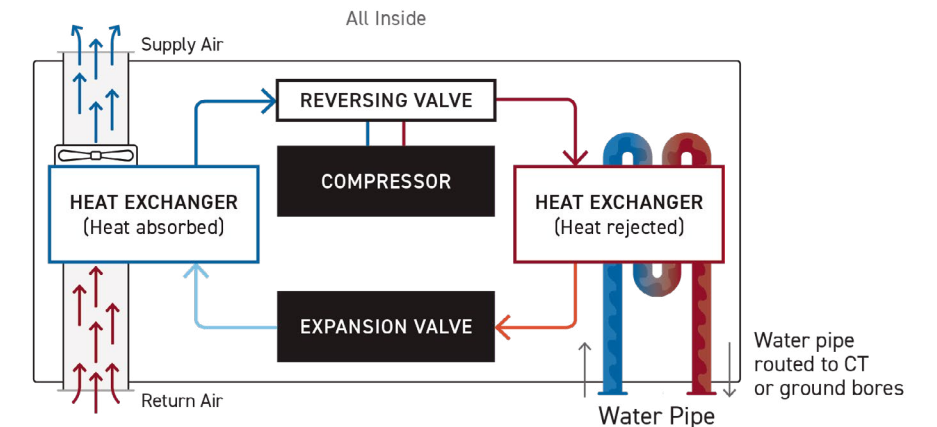 All Inside
Supply Air
REVERSING VALVE
COMPRESSOR
HEAT EXCHANGER
(Heat absorbed)
HEAT EXCHANGER
(Heat rejected)
EXPANSION VALVE
Water pipe
routed to CT
or ground bores
Return Air
Water Pipe